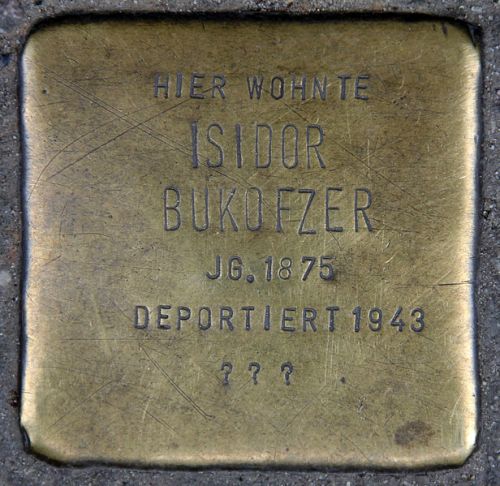 HIER WOHNTE
ISIDOR
BUKOFZER
JG. 1875
DEPORTIERT 1943
? ? ?